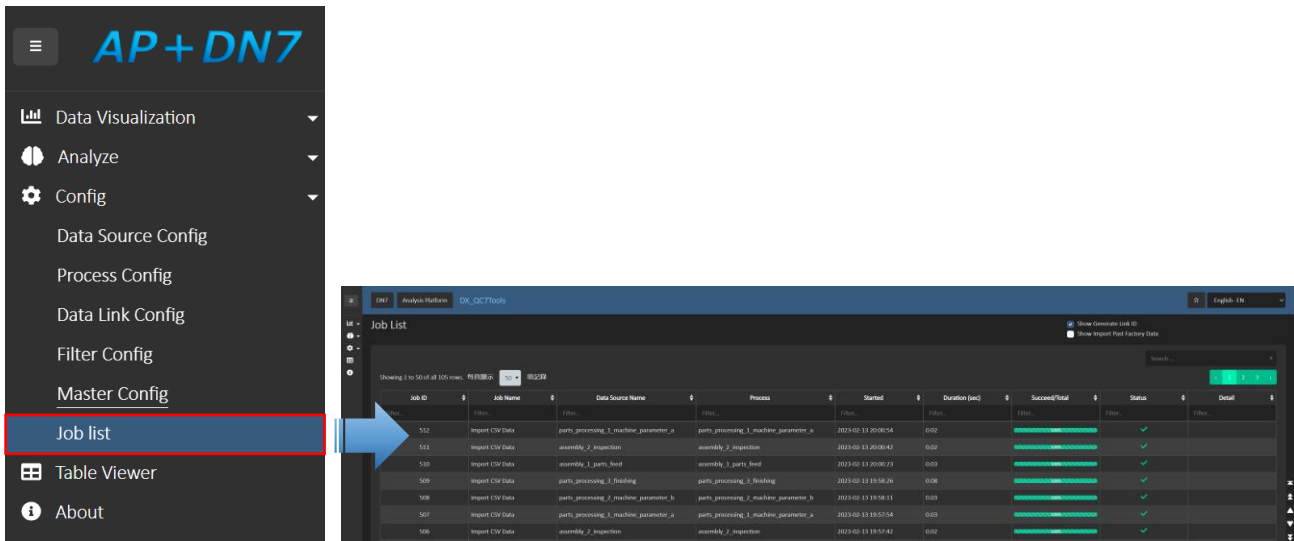 AP+DN7
Data Visualization
Analyze
Config
Data Source Config
Process Config
Data Link Config
Filter Config
Master Config
Job list
Table Viewer
About
DN7 Analysis Platform DX_QC7Tools English- EN
Job List
Show Generate Link ID
Show Import Past Factory Data
Search...
Showing 1 to 50 of all 105 rows. 50
1 2 3
Job ID Job Name Data Source Name Process Started Duration (sec) Succeed/Total Status Detail
Filter... Filter... Filter... Filter... Filter... Filter... Filter... Filter... Filter...
512 Import CSV Data parts_processing_1_machine_parameter_a parts_processing_1_machine_parameter_a 2023-02-13 20:00:54 0.02
511 Import CSV Data assembly_2_inspection assembly_2_inspection 2023-02-13 20:00:42 0.02
510 Import CSV Data assembly_1_parts_feed assembly_1_parts_feed 2023-02-13 20:00:23 0.03
509 Import CSV Data parts_processing_3_finishing parts_processing_3_finishing 2023-02-13 19:58:26 0.08
508 Import CSV Data parts_processing_2_machine_parameter_b parts_processing_2_machine_parameter_b 2023-02-13 19:58:11 0.03
507 Import CSV Data parts_processing_1_machine_parameter_a parts_processing_1_machine_parameter_a 2023-02-13 19:57:54 0.03
506 Import CSV Data assembly_2_inspection assembly_2_inspection 2023-02-13 19:57:42 0.02